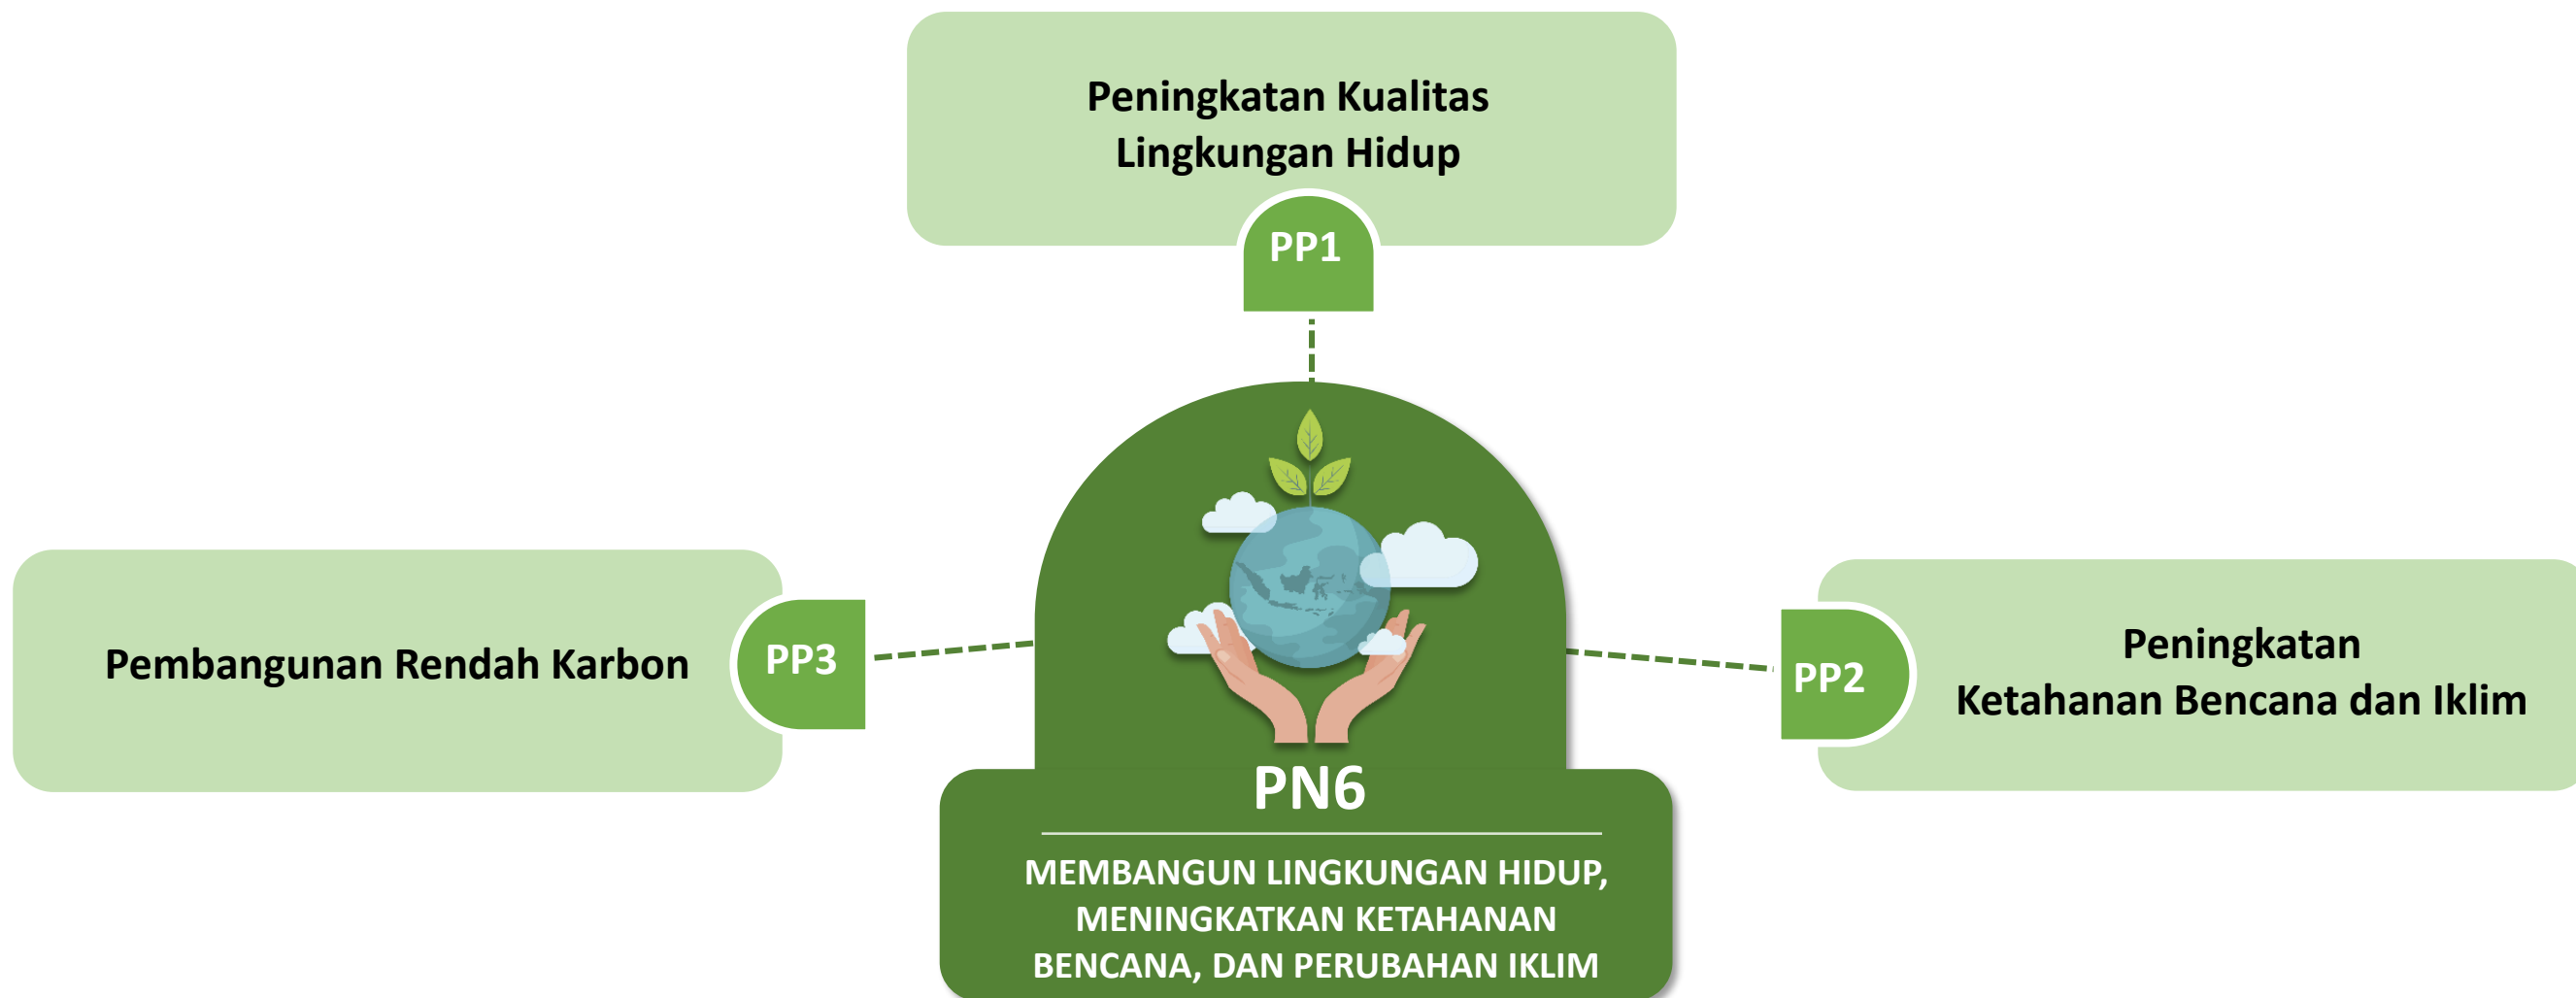 Peningkatan Kualitas
Lingkungan Hidup
PP1
Pembangunan Rendah Karbon
PP3
PP2
Peningkatan
Ketahanan Bencana dan Iklim
PN6
MEMBANGUN LINGKUNGAN HIDUP,
MENINGKATKAN KETAHANAN
BENCANA, DAN PERUBAHAN IKLIM